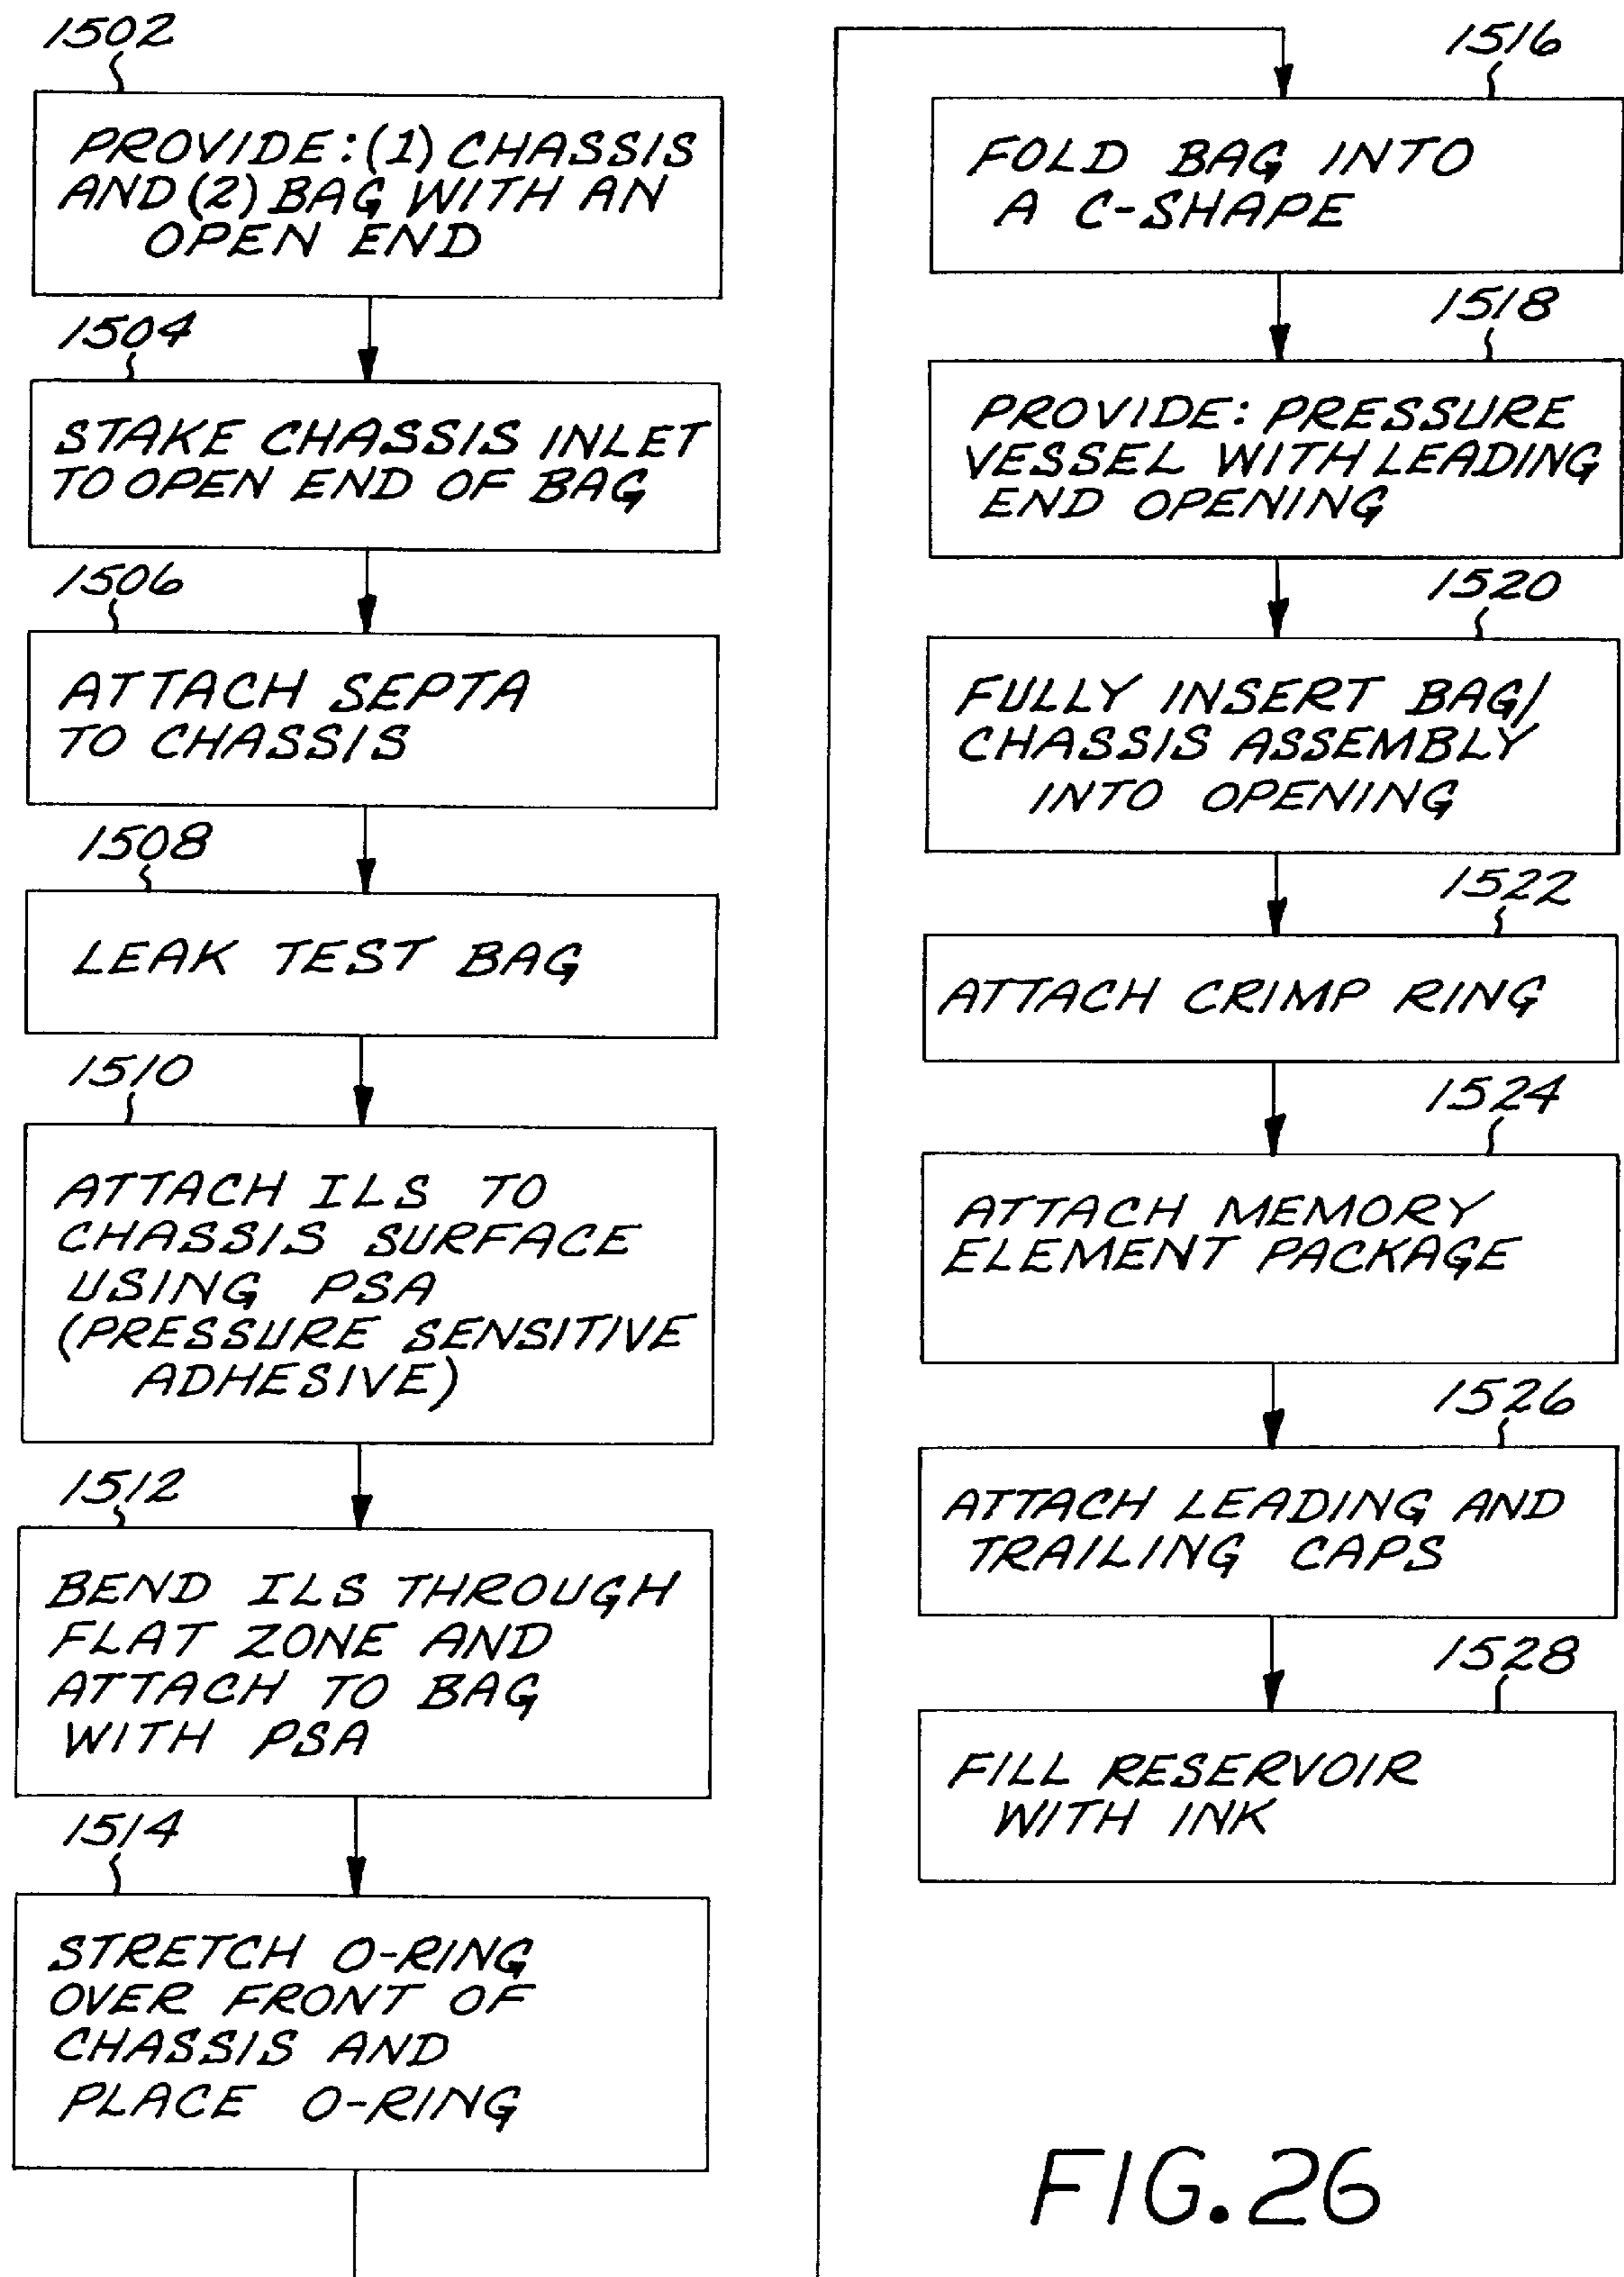 1502
PROVIDE: (1) CHASSIS
AND (2) BAG WITH AN
OPEN END
1504
STAKE CHASSIS INLET
TO OPEN END OF BAG
1506
ATTACH SEPTA
TO CHASSIS
1508
LEAK TEST BAG
1510
ATTACH ILS TO
CHASSIS SURFACE
USING PSA
(PRESSURE SENSITIVE
ADHESIVE)
1512
BEND ILS THROUGH
FLAT ZONE AND
ATTACH TO BAG
WITH PSA
1514
STRETCH O-RING
OVER FRONT OF
CHASSIS AND
PLACE O-RING
1516
FOLD BAG INTO
A C-SHAPE
1518
PROVIDE: PRESSURE
VESSEL WITH LEADING
END OPENING
1520
FULLY INSERT BAG/
CHASSIS ASSEMBLY
INTO OPENING
1522
ATTACH CRIMP RING
1524
ATTACH MEMORY
ELEMENT PACKAGE
1526
ATTACH LEADING AND
TRAILING CAPS
1528
FILL RESERVOIR
WITH INK
FIG. 26